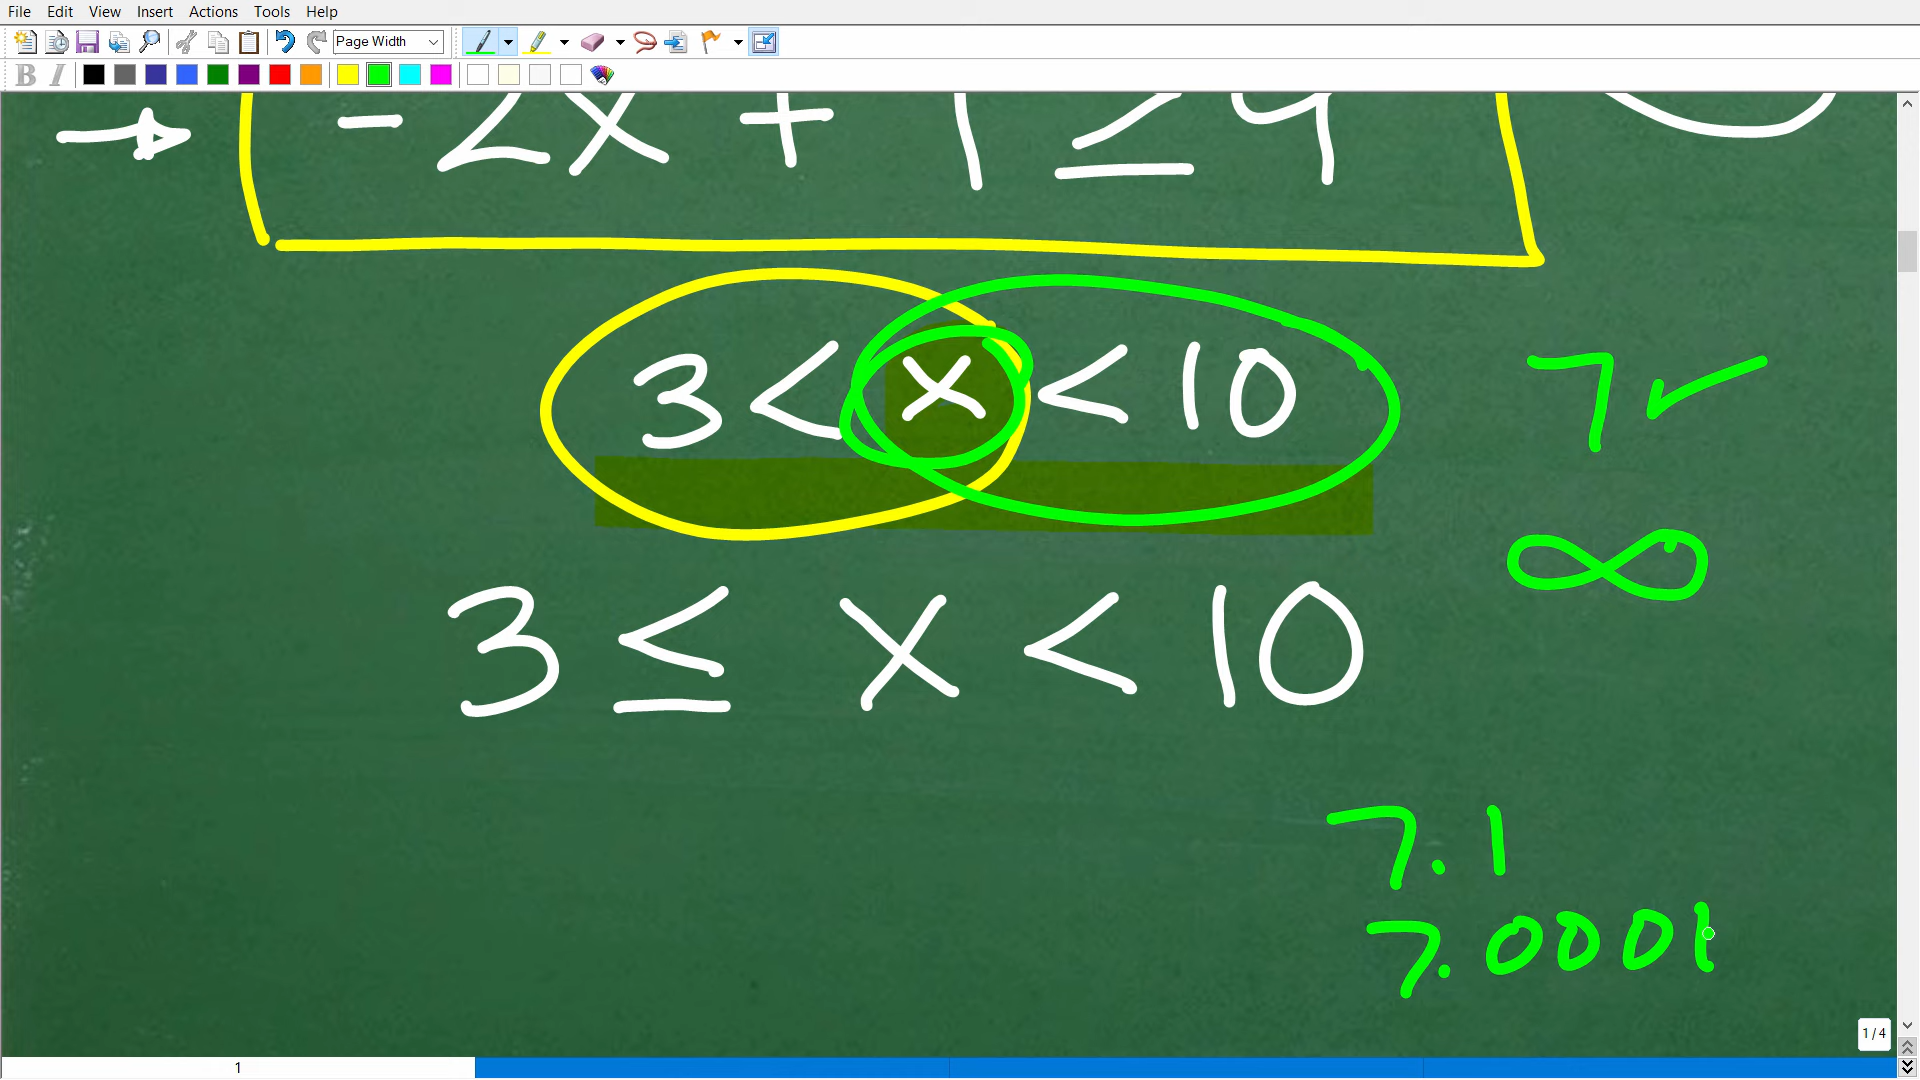 File Edit View Insert Actions Tools Help
Page Width
B I
- 2x + 1 ≥ 9
3 < x < 10
7 ✓
∞
3 ≤ x < 10
7.1
7.0001
1 / 4
1